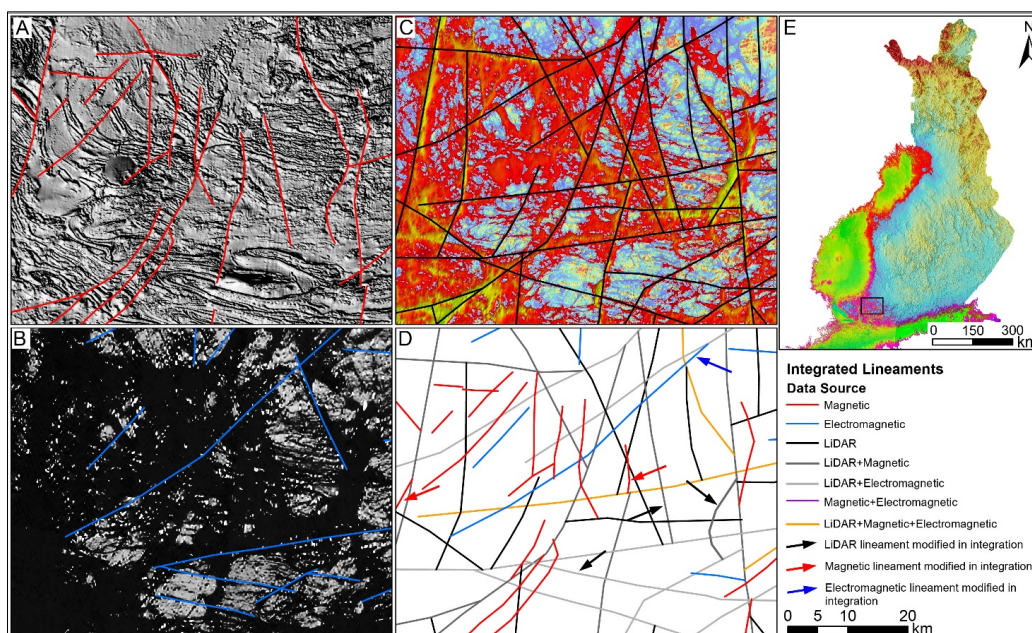 A
C
E
N
0 150 300
km
B
D
Integrated Lineaments
Data Source
Magnetic
Electromagnetic
LiDAR
LiDAR+Magnetic
LiDAR+Electromagnetic
Magnetic+Electromagnetic
LiDAR+Magnetic+Electromagnetic
LiDAR lineament modified in integration
Magnetic lineament modified in integration
Electromagnetic lineament modified in
integration
0 10 20
km